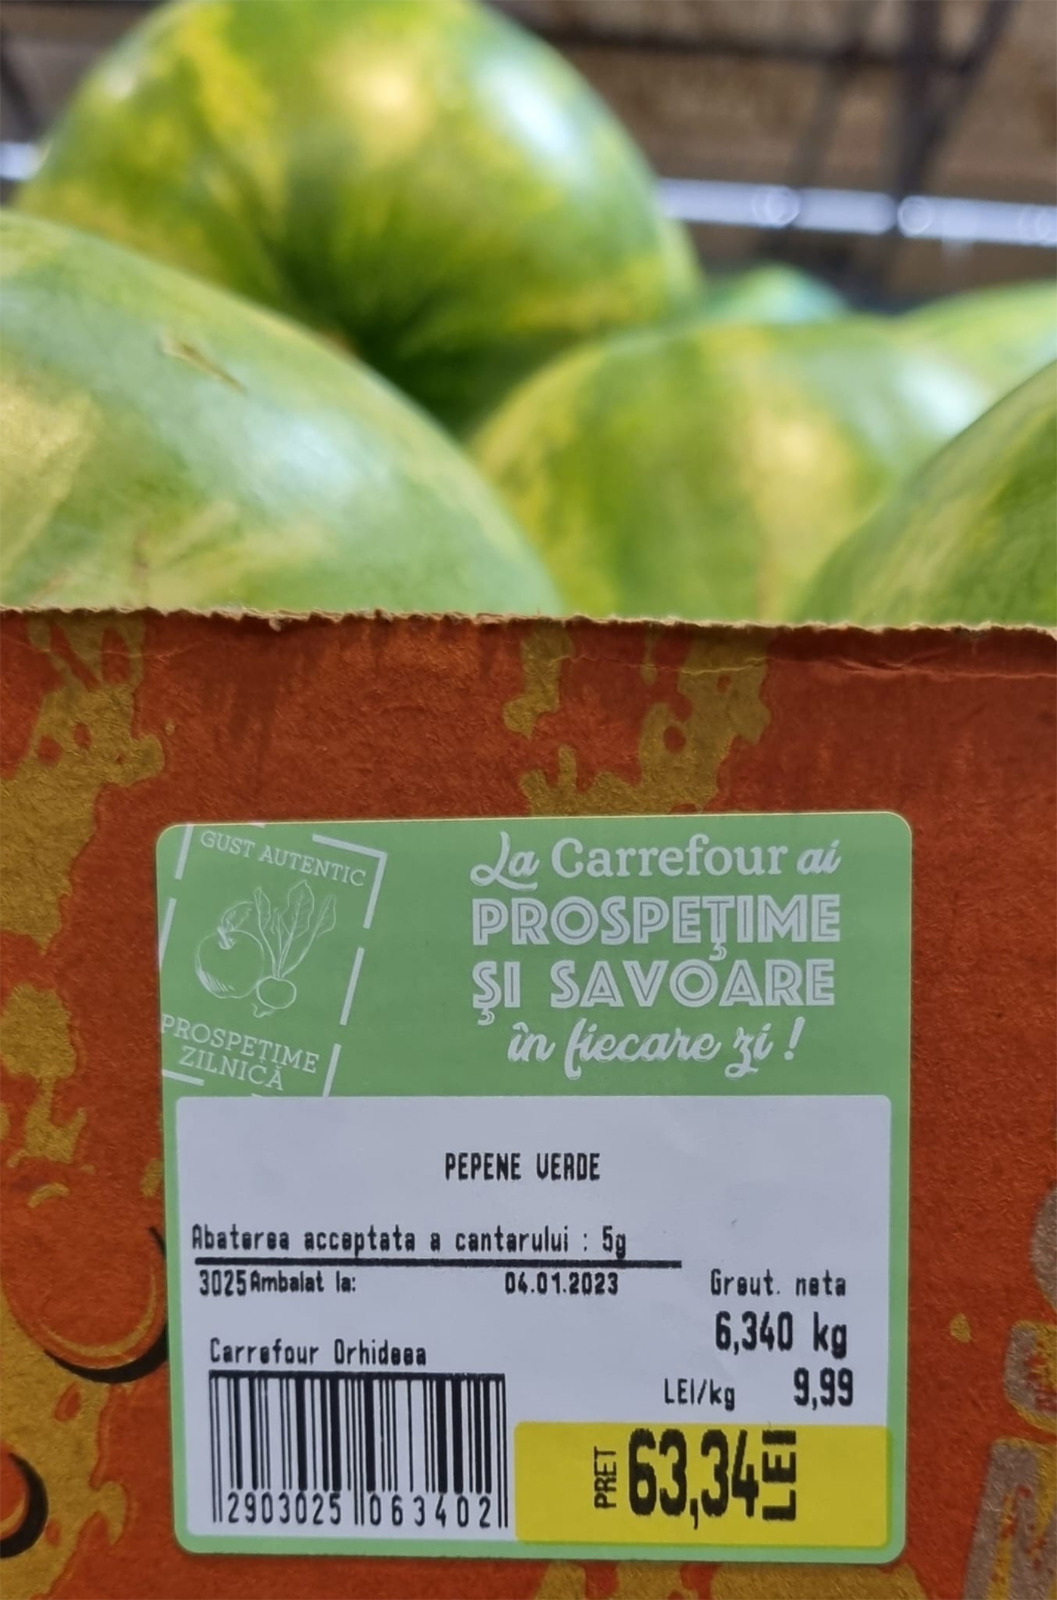 GUST AUTENTIC
PROSPEȚIME
ZILNICĂ
La Carrefour ai
PROSPEȚIME
ȘI SAVOARE
în fiecare zi !
PEPENE VERDE
Abaterea acceptata a cantarului : 5g
3025 Ambalat la: 04.01.2023
Greut. neta
6,340 kg
LEI/kg 9,99
Carrefour Orhideea
2903025 063402
PRET 63,34 LEI